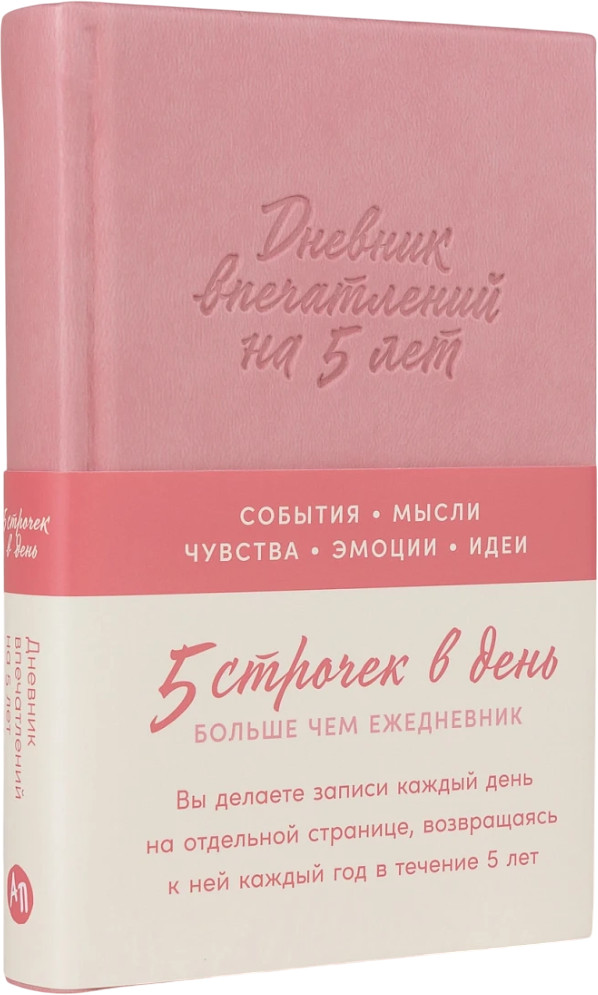 Дневник
впечатлений
на 5 лет
СОБЫТИЯ • МЫСЛИ
ЧУВСТВА • ЭМОЦИИ • ИДЕИ
5 строчек в день
БОЛЬШЕ ЧЕМ ЕЖЕДНЕВНИК
Вы делаете записи каждый день
на отдельной странице, возвращаясь
к ней каждый год в течение 5 лет
5 строчек
в день
Дневник
впечатлений
на 5 лет
АП